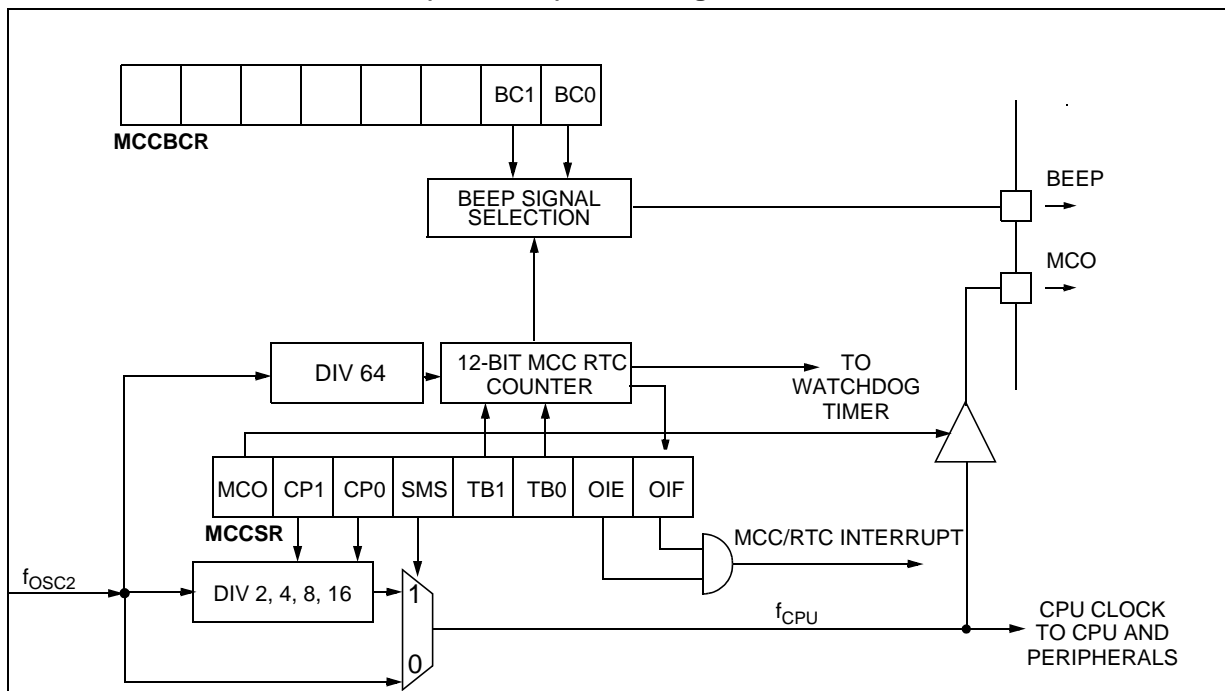 BC1 BC0
MCCBCR
BEEP SIGNAL
SELECTION
BEEP
MCO
DIV 64
12-BIT MCC RTC
COUNTER
TO
WATCHDOG
TIMER
MCO CP1 CP0 SMS TB1 TB0 OIE OIF
MCCSR
MCC/RTC INTERRUPT
fOSC2
DIV 2, 4, 8, 16
1
0
fCPU
CPU CLOCK
TO CPU AND
PERIPHERALS